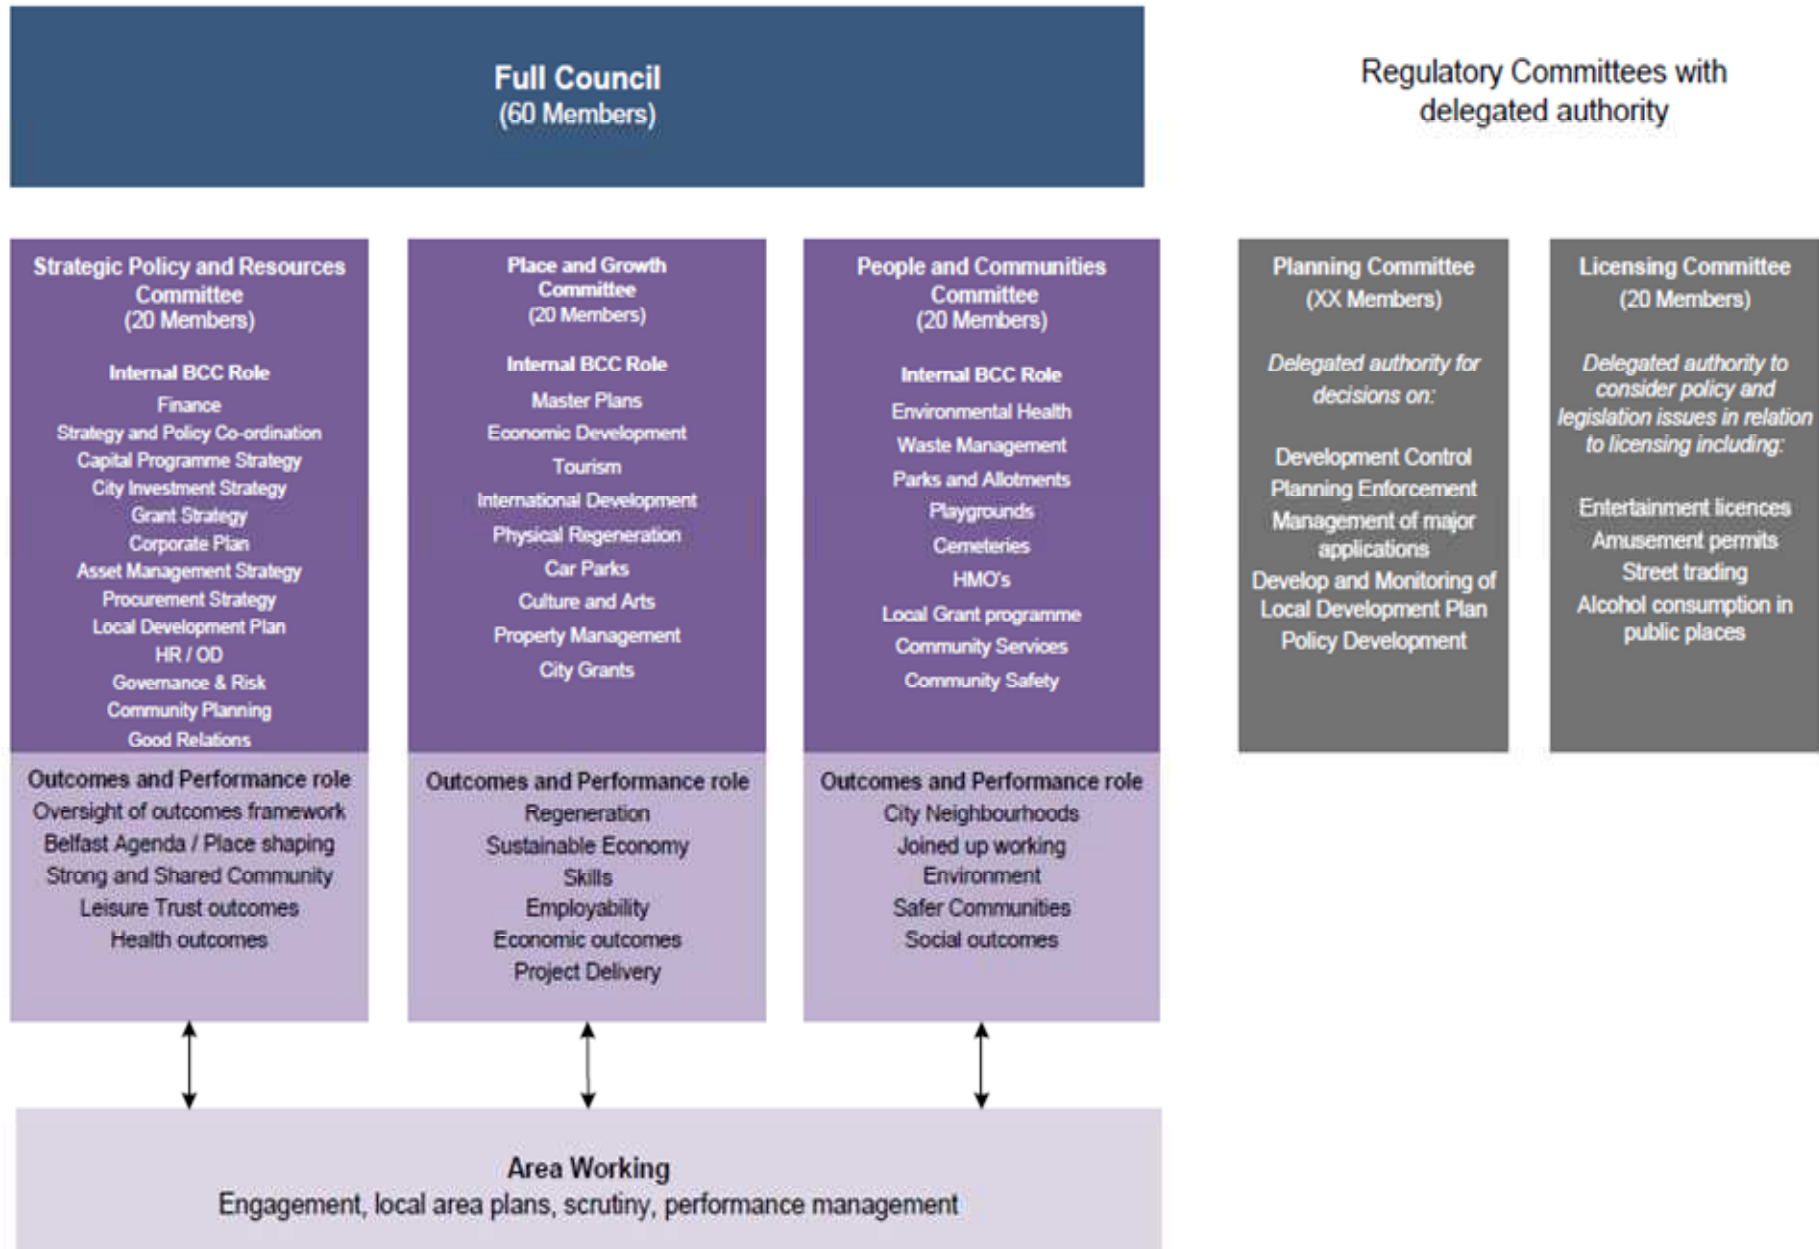 Full Council
(60 Members)
Regulatory Committees with
delegated authority
Strategic Policy and Resources
Committee
(20 Members)
Internal BCC Role
Finance
Strategy and Policy Co-ordination
Capital Programme Strategy
City Investment Strategy
Grant Strategy
Corporate Plan
Asset Management Strategy
Procurement Strategy
Local Development Plan
HR / OD
Governance & Risk
Community Planning
Good Relations
Outcomes and Performance role
Oversight of outcomes framework
Belfast Agenda / Place shaping
Strong and Shared Community
Leisure Trust outcomes
Health outcomes
Place and Growth
Committee
(20 Members)
Internal BCC Role
Master Plans
Economic Development
Tourism
International Development
Physical Regeneration
Car Parks
Culture and Arts
Property Management
City Grants
Outcomes and Performance role
Regeneration
Sustainable Economy
Skills
Employability
Economic outcomes
Project Delivery
People and Communities
Committee
(20 Members)
Internal BCC Role
Environmental Health
Waste Management
Parks and Allotments
Playgrounds
Cemeteries
HMO's
Local Grant programme
Community Services
Community Safety
Outcomes and Performance role
City Neighbourhoods
Joined up working
Environment
Safer Communities
Social outcomes
Planning Committee
(XX Members)
Delegated authority for
decisions on:
Development Control
Planning Enforcement
Management of major
applications
Develop and Monitoring of
Local Development Plan
Policy Development
Licensing Committee
(20 Members)
Delegated authority to
consider policy and
legislation issues in relation
to licensing including:
Entertainment licences
Amusement permits
Street trading
Alcohol consumption in
public places
Area Working
Engagement, local area plans, scrutiny, performance management